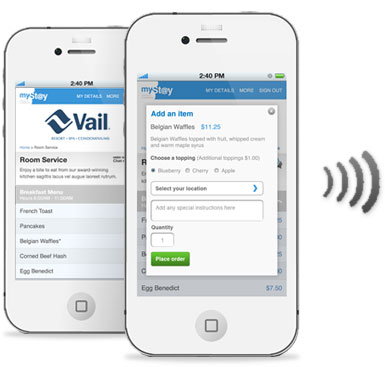 2:40 PM
myStay
MY DETAILS MORE
Vail
RESORT • SPA • CONDOMINIUMS
Home > Room Service
Room Service
Enjoy a bite to eat from our award-winning
kitchen sagittis lacus vel augue laoreet rutrum.
Breakfast Menu
French Toast
Pancakes
Belgian Waffles*
Corned Beef Hash
Egg Benedict
2:40 PM
myStay
MY DETAILS MORE SIGN OUT
Add an item
Belgian Waffles $11.25
Belgian Waffles topped with fruit, whipped cream
and warm maple syrup
Choose a topping (Additional toppings $1.00)
Blueberry Cherry Apple
Select your location
Add any special instructions here
Quantity
1
Place order
Egg Benedict $7.50